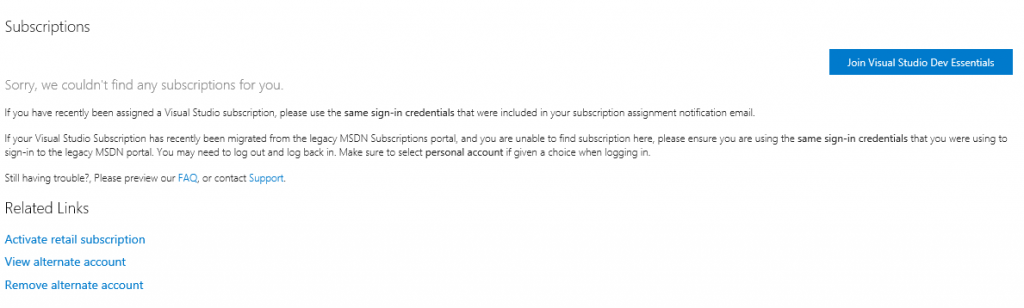 Subscriptions
Join Visual Studio Dev Essentials
Sorry, we couldn't find any subscriptions for you.
If you have recently been assigned a Visual Studio subscription, please use the same sign-in credentials that were included in your subscription assignment notification email.
If your Visual Studio Subscription has recently been migrated from the legacy MSDN Subscriptions portal, and you are unable to find subscription here, please ensure you are using the same sign-in credentials that you were using to
sign-in to the legacy MSDN portal. You may need to log out and log back in. Make sure to select personal account if given a choice when logging in.
Still having trouble?, Please preview our FAQ, or contact Support.
Related Links
Activate retail subscription
View alternate account
Remove alternate account